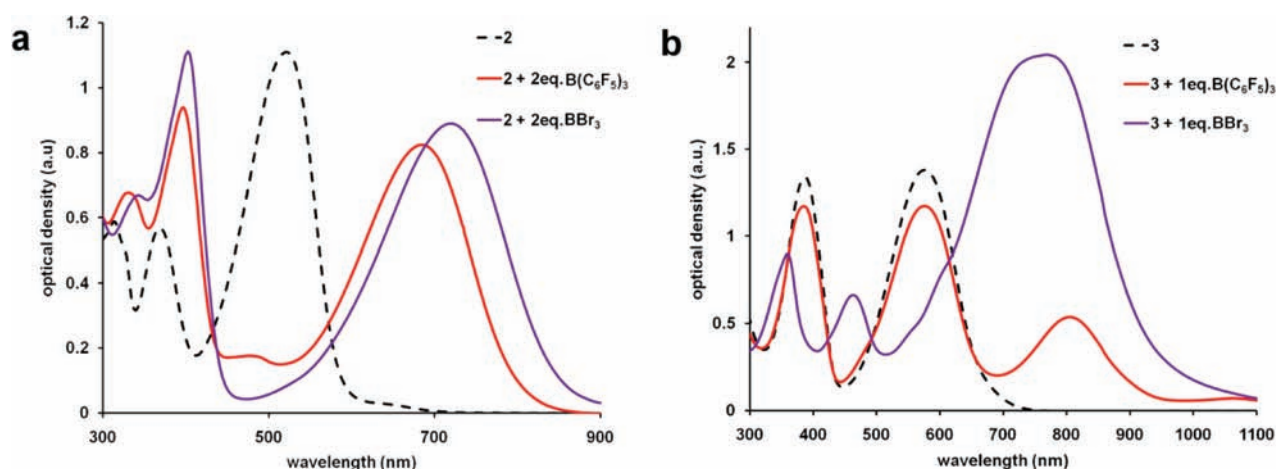 a
1.2
1
0.8
0.6
0.4
0.2
0
optical density (a.u)
300 500 700 900
wavelength (nm)
2
2 + 2eq.B(C₆F₅)₃
2 + 2eq.BBr₃
b
2
1.5
1
0.5
0
optical density (a.u.)
300 400 500 600 700 800 900 1000 1100
wavelength (nm)
3
3 + 1eq.B(C₆F₅)₃
3 + 1eq.BBr₃